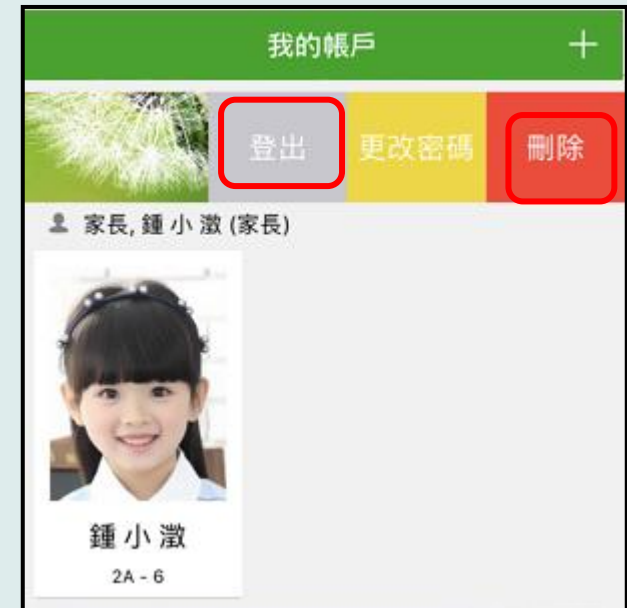 我的帳戶 +
登出 更改密碼 刪除
家長, 鍾 小 澂 (家長)
鍾 小 澂
2A - 6